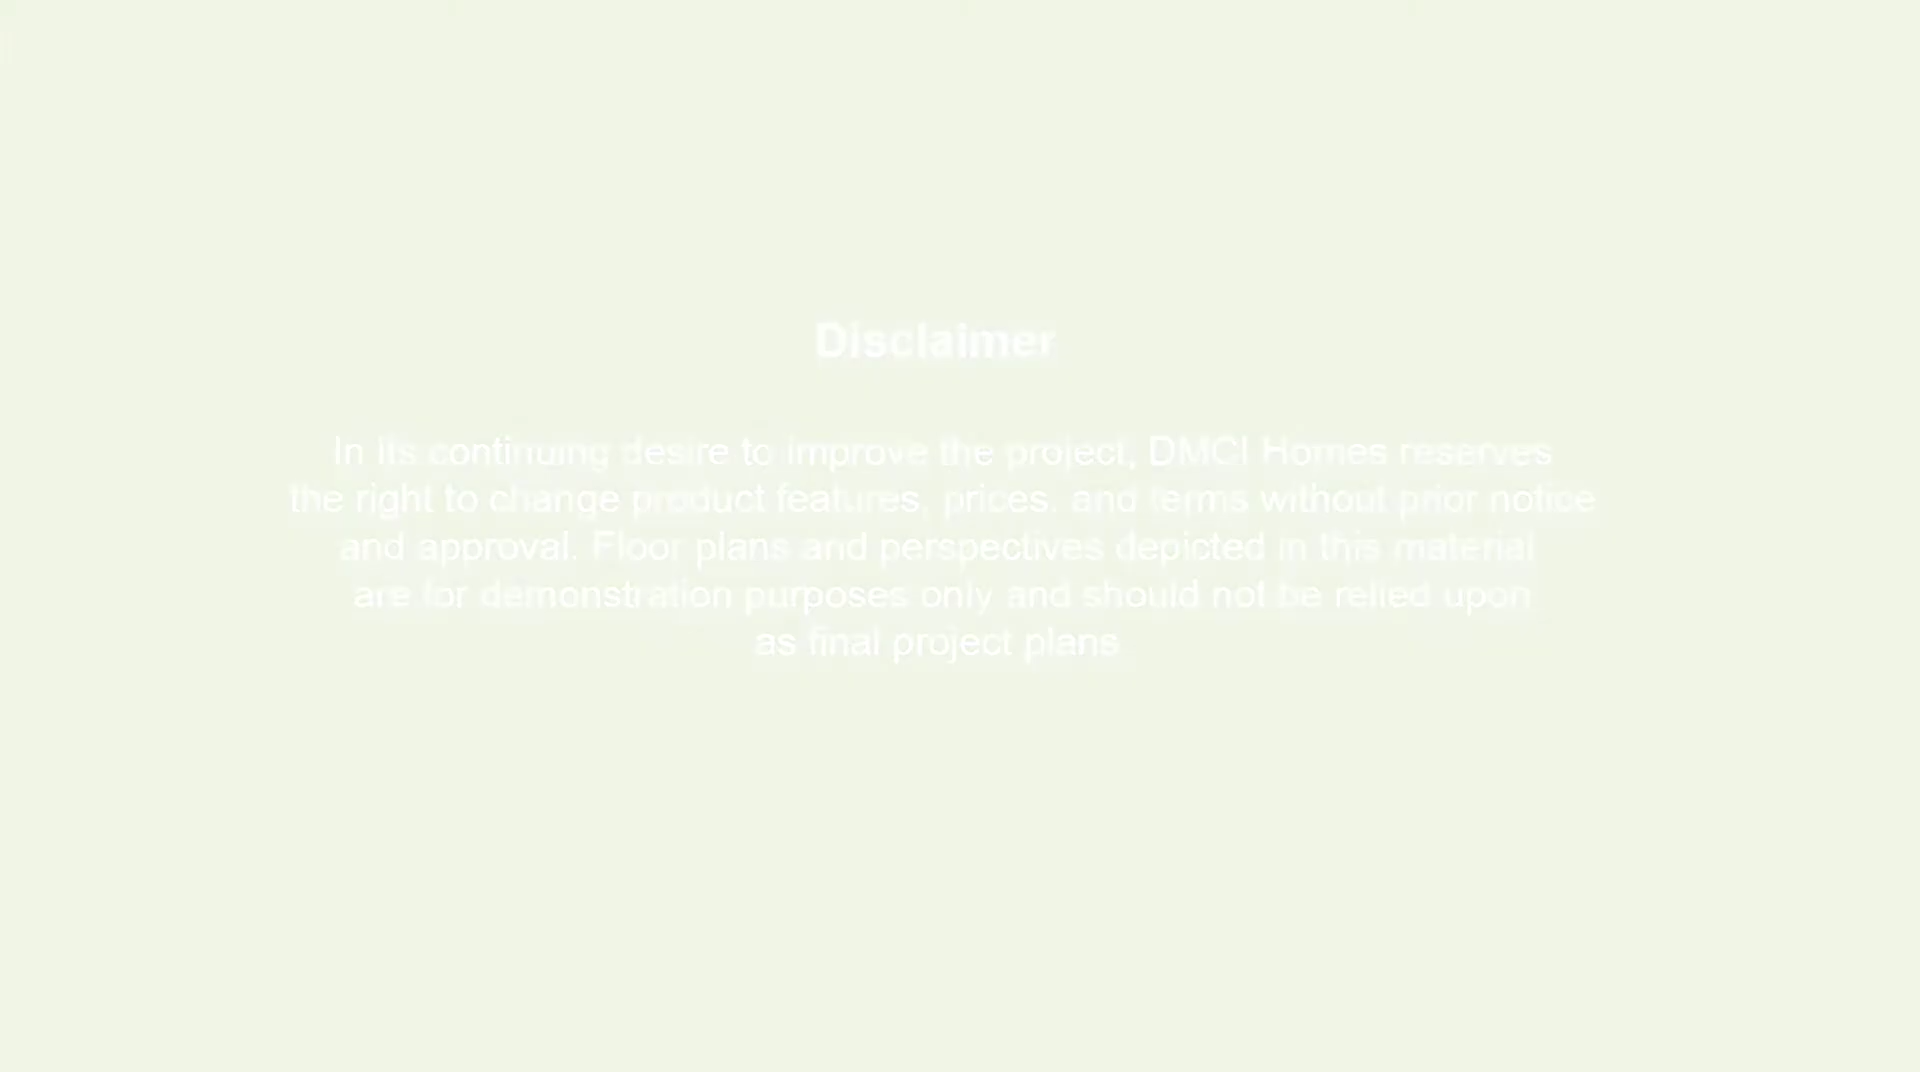 Disclaimer
In its continuing desire to improve the project, DMCI Homes reserves
the right to change product features, prices, and terms without prior notice
and approval. Floor plans and perspectives depicted in this material
are for demonstration purposes only and should not be relied upon
as final project plans